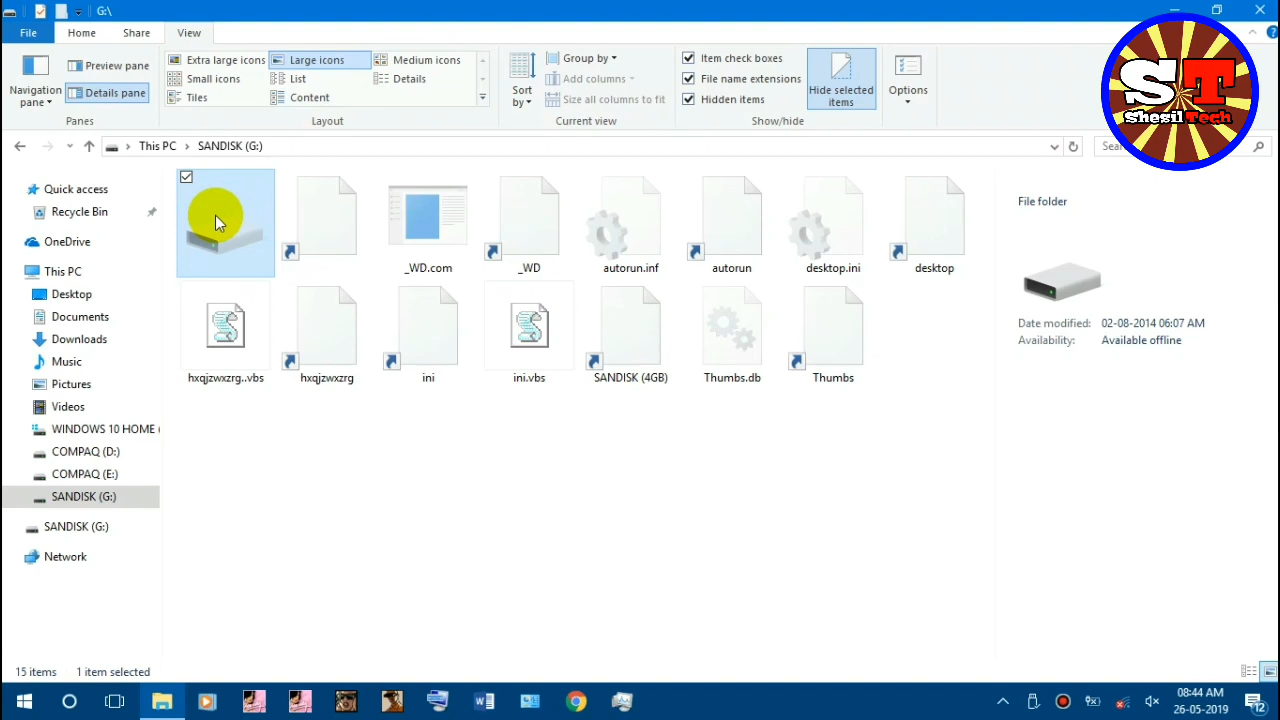 G:\
File Home Share View
Navigation pane
Preview pane
Details pane
Panes
Extra large icons Large icons Medium icons
Small icons List Details
Tiles Content
Layout
Sort by
Group by
Add columns
Size all columns to fit
Current view
Item check boxes
File name extensions
Hidden items
Hide selected items
Show/hide
Options
ST
Shesil Tech
This PC SANDISK (G:)
Quick access
Recycle Bin
OneDrive
This PC
Desktop
Documents
Downloads
Music
Pictures
Videos
WINDOWS 10 HOME (
COMPAQ (D:)
COMPAQ (E:)
SANDISK (G:)
SANDISK (G:)
Network
_WD.com _WD autorun.inf autorun desktop.ini desktop
hxqjzwxzrg..vbs hxqjzwxzrg ini ini.vbs SANDISK (4GB) Thumbs.db Thumbs
File folder
Date modified: 02-08-2014 06:07 AM
Availability: Available offline
15 items 1 item selected
08:44 AM
26-05-2019
12